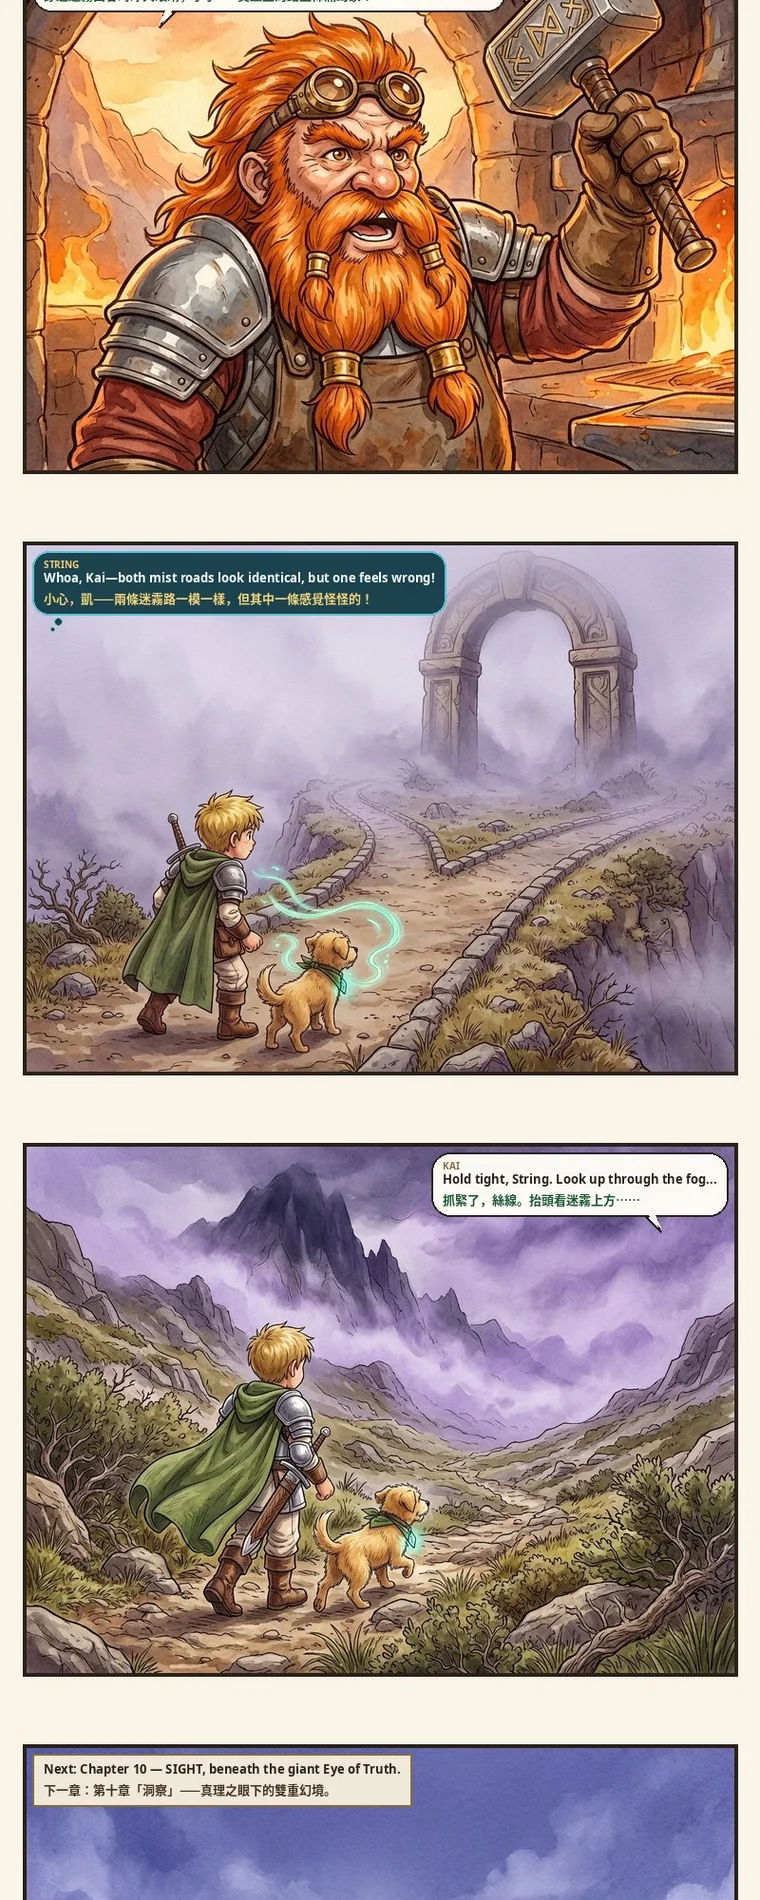 STRING
Whoa, Kai—both mist roads look identical, but one feels wrong!
小心，凱——兩條迷霧路一模一樣，但其中一條感覺怪怪的！
KAI
Hold tight, String. Look up through the fog...
抓緊了，絲線。抬頭看迷霧上方⋯⋯
Next: Chapter 10 — SIGHT, beneath the giant Eye of Truth.
下一章：第十章「洞察」——真理之眼下的雙重幻境。